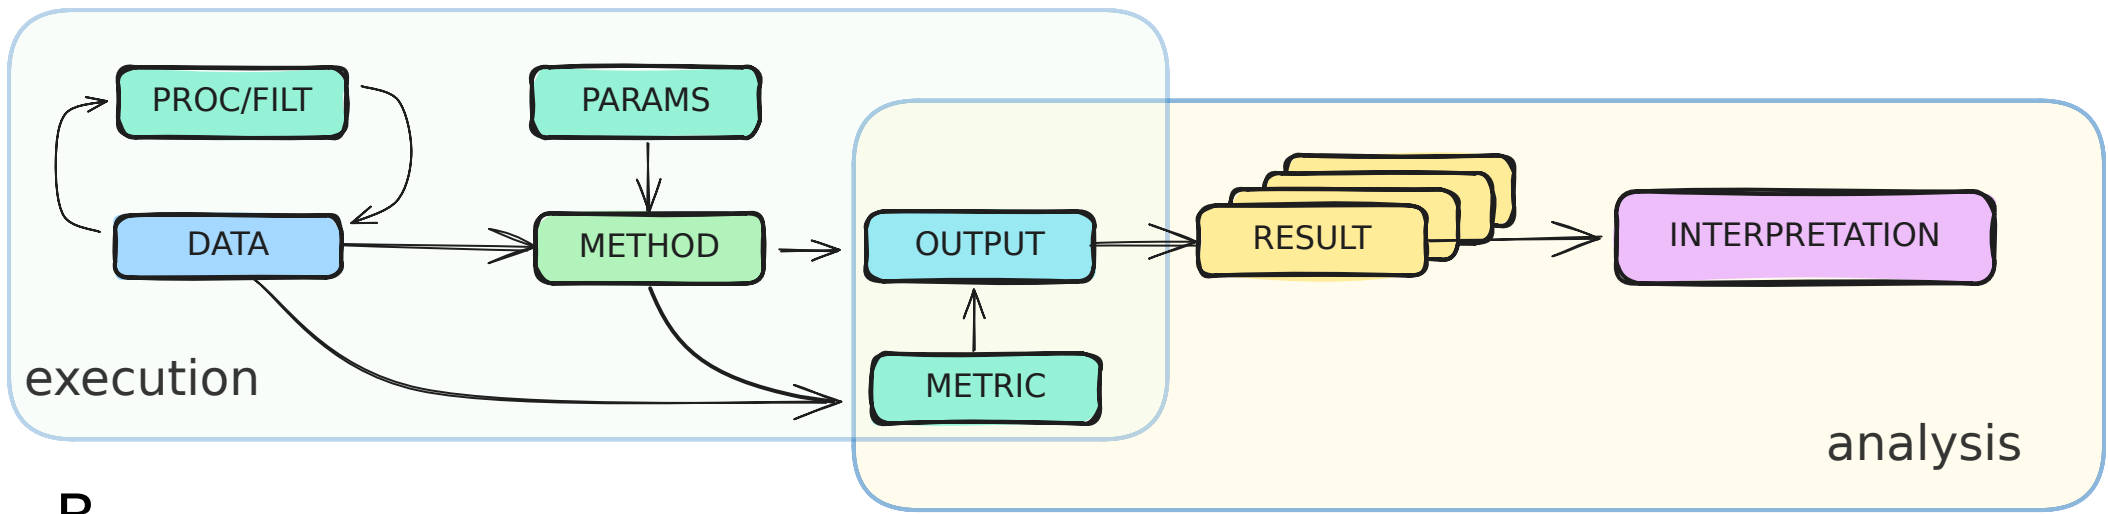 PROC/FILT
PARAMS
DATA
METHOD
OUTPUT
RESULT
INTERPRETATION
METRIC
execution
analysis
B